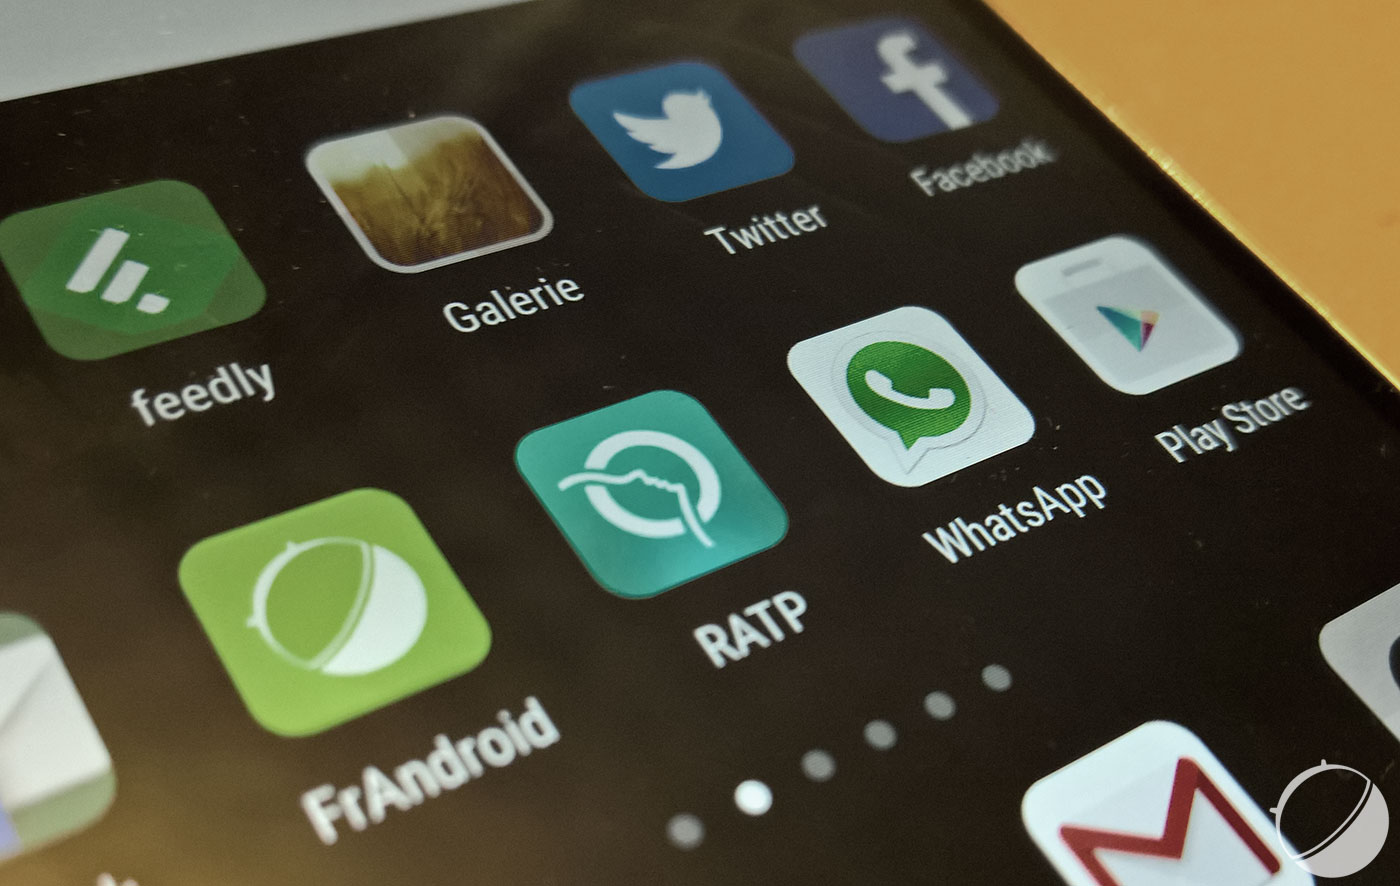 feedly
Galerie
Twitter
Facebook
FrAndroid
RATP
WhatsApp
Play Store